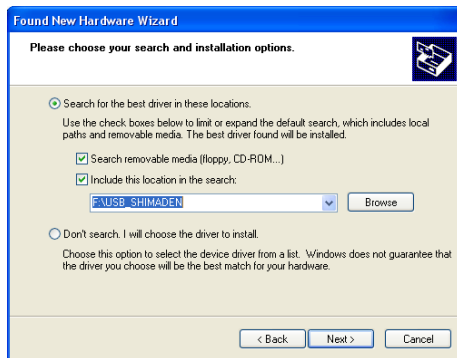 Found New Hardware Wizard
Please choose your search and installation options.
Search for the best driver in these locations.
Use the check boxes below to limit or expand the default search, which includes local
paths and removable media. The best driver found will be installed.
Search removable media (floppy, CD-ROM...)
Include this location in the search:
F:\USB_SHIMADEN
Browse
Don't search. I will choose the driver to install.
Choose this option to select the device driver from a list. Windows does not guarantee that
the driver you choose will be the best match for your hardware.
< Back
Next >
Cancel